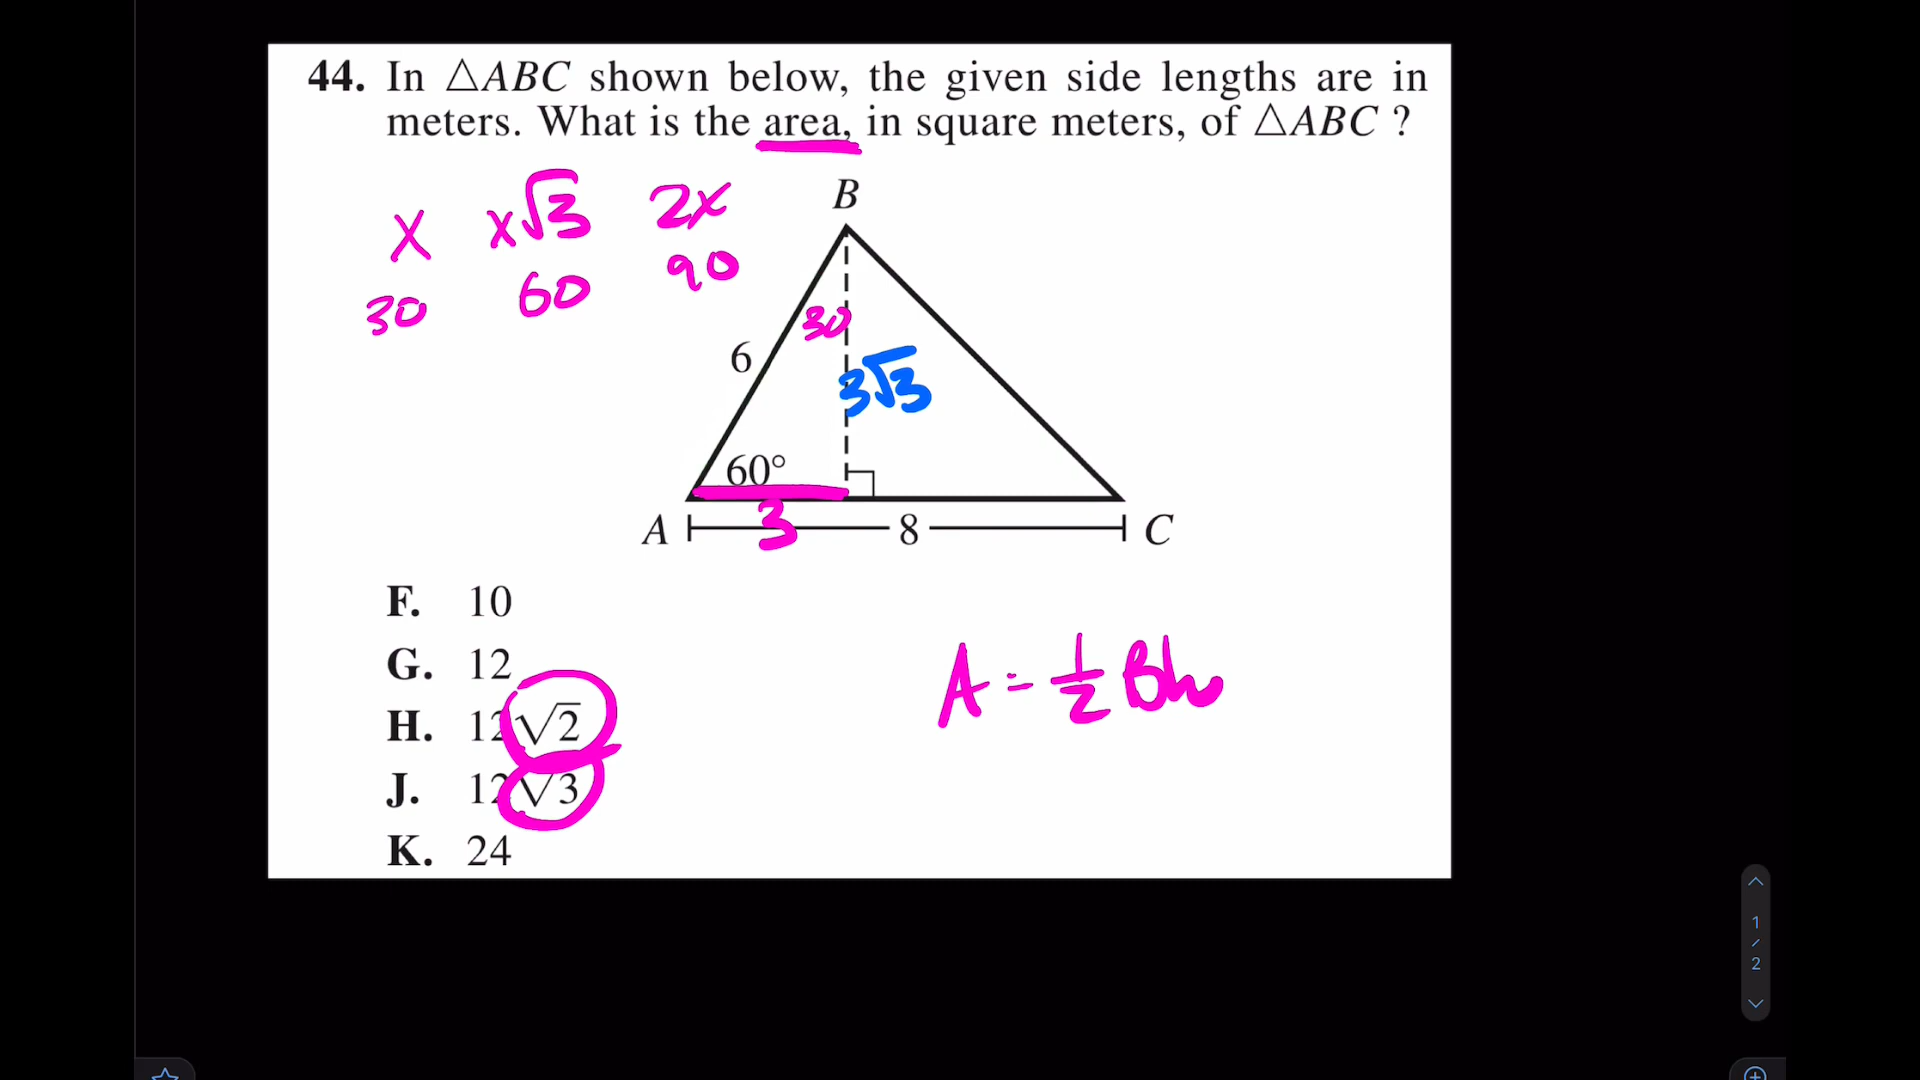 44. In △ABC shown below, the given side lengths are in
meters. What is the area, in square meters, of △ABC ?
x x√3 2x
30 60 90
B
30
6
3√3
60°
3
A 8 C
F. 10
G. 12
H. 12√2
J. 12√3
K. 24
A = 1/2 Bh
1
/
2